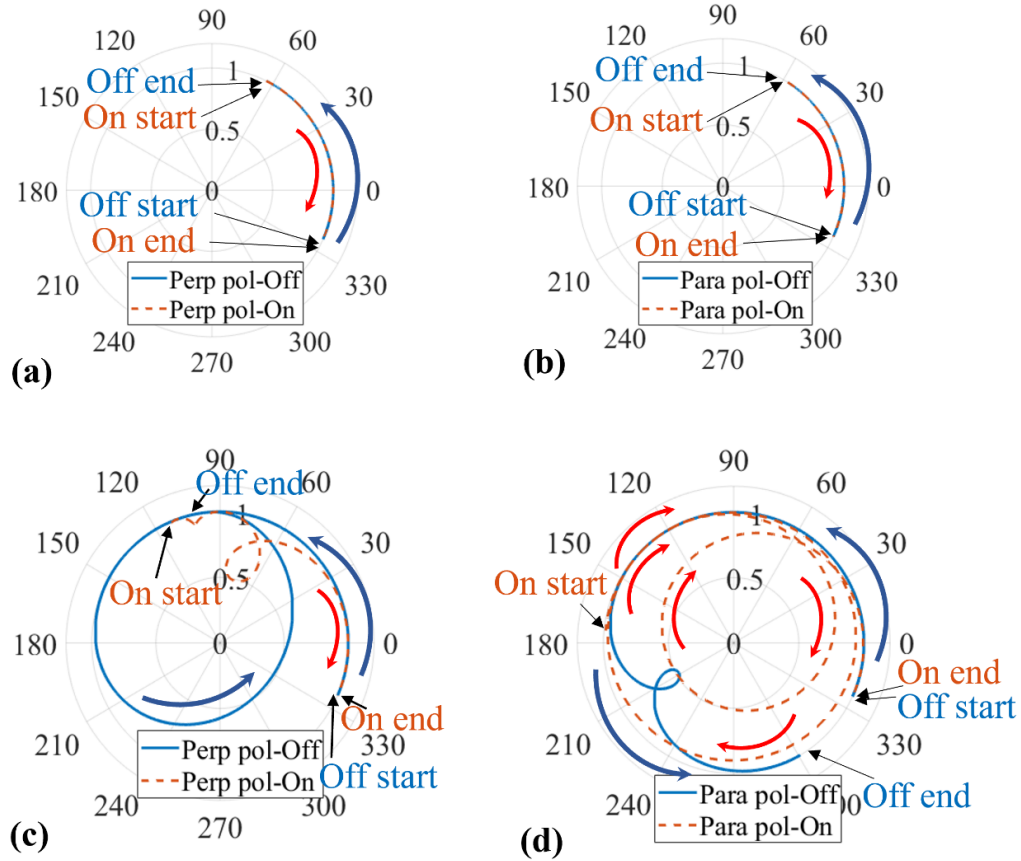 90
120
60
Off end
1
150
30
On start
0.5
180
0
0
Off start
On end
210
330
Perp pol-Off
Perp pol-On
240
300
270
(a)
90
120
60
Off end
1
150
30
On start
0.5
180
0
0
Off start
On end
210
330
Para pol-Off
Para pol-On
240
300
270
(b)
90
120
60
Off end
1
150
30
On start
0.5
180
0
0
On end
330
Perp pol-Off
Off start
Perp pol-On
240
300
270
(c)
90
120
60
1
150
30
On start
0.5
180
0
0
On end
Off start
210
330
Off end
Para pol-Off
240
Para pol-On
(d)